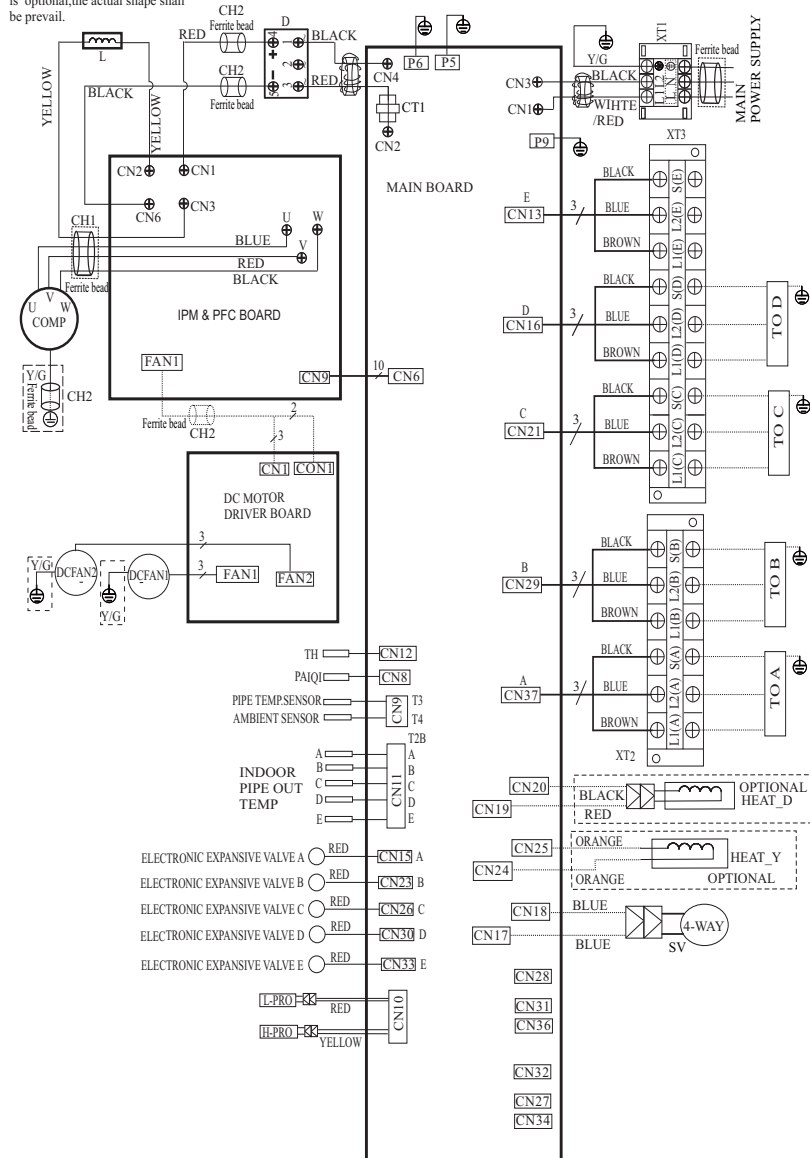 is optional,the actual shape shall
be prevail.
CH2
Ferrite bead
D
RED
BLACK
4
1
+
2
−
5
3
L
YELLOW
BLACK
YELLOW
CH2
Ferrite bead
RED
CN4
CT1
CN2
P6
P5
MAIN BOARD
XT1
Y/G
Ferrite bead
CN3
BLACK
CN1
WIHTE
/RED
L1
L2
MAIN
POWER SUPPLY
P9
CN2
CN1
CN6
CN3
CH1
U
W
BLUE
V
RED
BLACK
Ferrite bead
U
V
W
COMP
IPM & PFC BOARD
Y/G
Ferrite bead
CH2
FAN1
CN9
10
CN6
Ferrite bead
CH2
2
3
CN1
CON1
DC MOTOR
DRIVER BOARD
3
3
FAN1
FAN2
Y/G
DCFAN2
Y/G
DCFAN1
XT3
E
CN13
3
BLACK
BLUE
BROWN
S(E)
L2(E)
L1(E)
D
CN16
3
BLACK
BLUE
BROWN
S(D)
L2(D)
L1(D)
TO D
C
CN21
3
BLACK
BLUE
BROWN
S(C)
L2(C)
L1(C)
TO C
B
CN29
3
BLACK
BLUE
BROWN
S(B)
L2(B)
L1(B)
TO B
A
CN37
3
BLACK
BLUE
BROWN
S(A)
L2(A)
L1(A)
TO A
XT2
TH
CN12
PAIQI
CN8
PIPE TEMP.SENSOR
AMBIENT SENSOR
CN9
T3
T4
T2B
INDOOR
PIPE OUT
TEMP
A
B
C
D
E
CN11
A
B
C
D
E
ELECTRONIC EXPANSIVE VALVE A
RED
CN15
A
ELECTRONIC EXPANSIVE VALVE B
RED
CN23
B
ELECTRONIC EXPANSIVE VALVE C
RED
CN26
C
ELECTRONIC EXPANSIVE VALVE D
RED
CN30
D
ELECTRONIC EXPANSIVE VALVE E
RED
CN33
E
L-PRO
RED
H-PRO
YELLOW
CN10
CN20
CN19
BLACK
RED
OPTIONAL
HEAT_D
CN25
CN24
ORANGE
ORANGE
HEAT_Y
OPTIONAL
CN18
CN17
BLUE
BLUE
4-WAY
SV
CN28
CN31
CN36
CN32
CN27
CN34